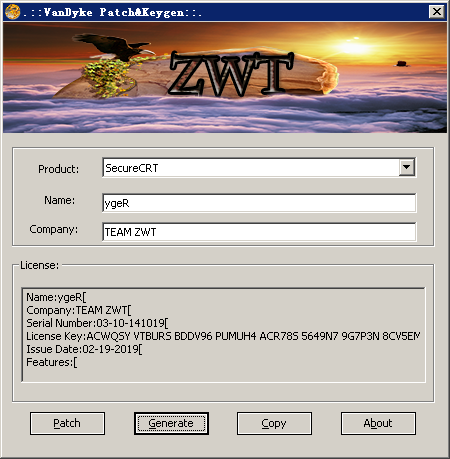 .::VanDyke Patch&Keygen::.
ZWT
Product: SecureCRT
Name: ygeR
Company: TEAM ZWT
License:
Name:ygeR[
Company:TEAM ZWT[
Serial Number:03-10-141019[
License Key:ACWQSY VTBURS BDDV96 PUMUH4 ACR78S 5649N7 9G7P3N 8CV5EM
Issue Date:02-19-2019[
Features:[
Patch Generate Copy About